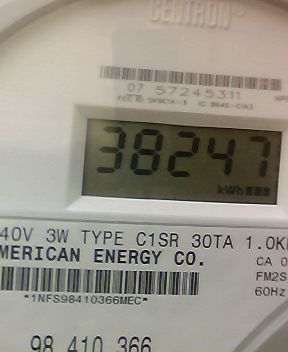 CENTRON
07 57245311
38247
kWh
40V 3W TYPE C1SR 30TA 1.0K
MERICAN ENERGY CO.
CA 0
FM2S
60Hz
*1NFS98410366MEC*
98 410 366